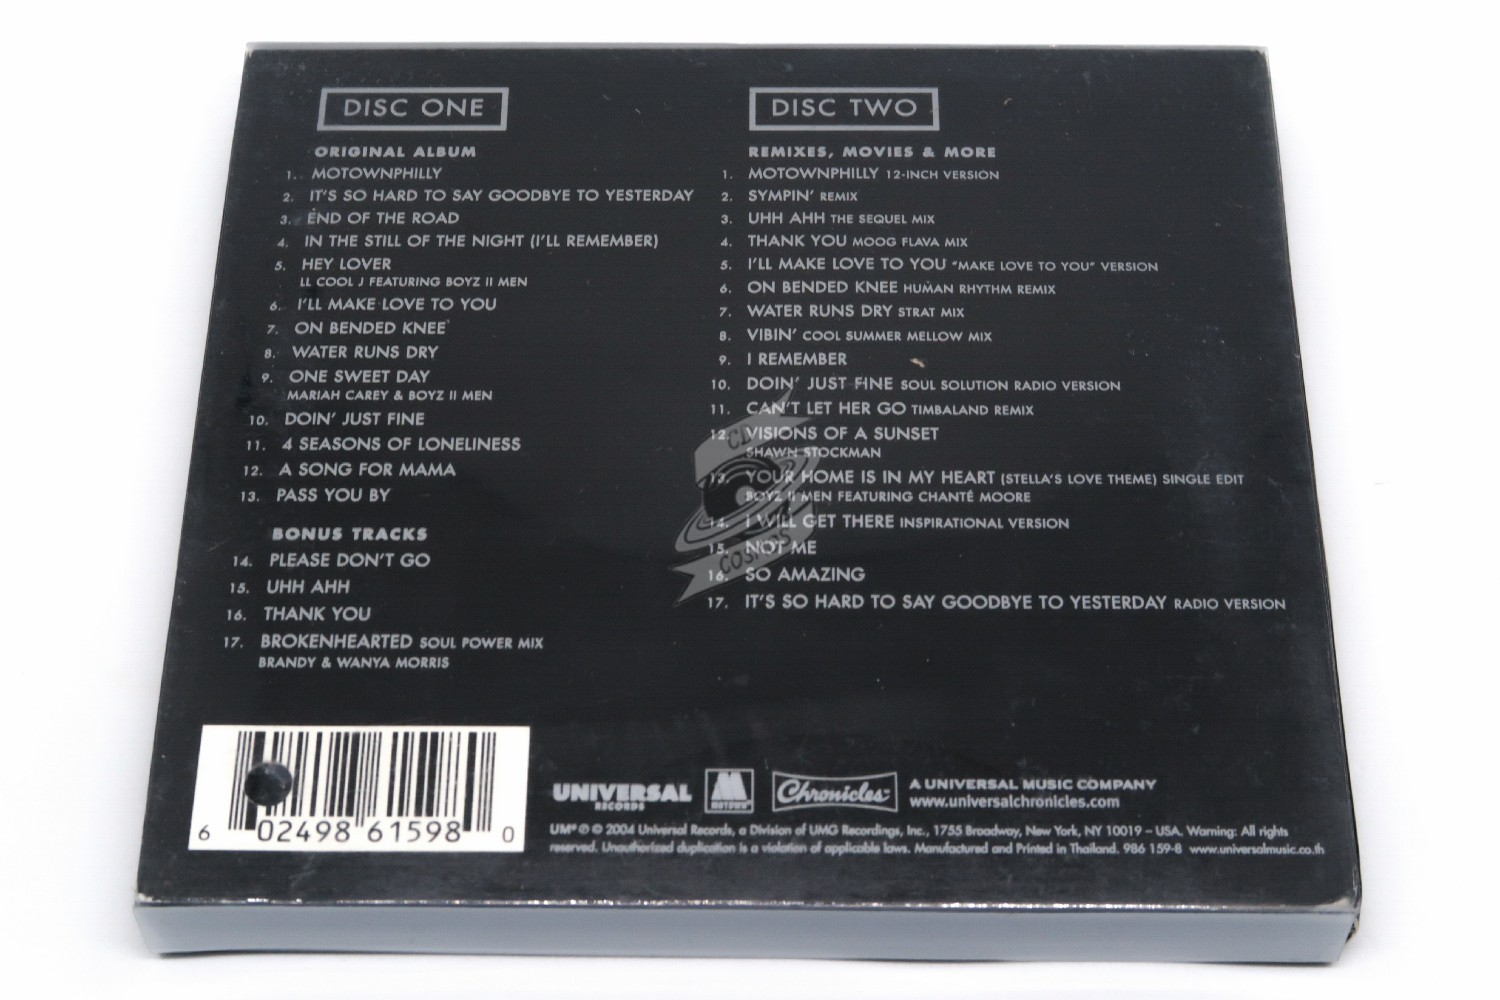 DISC ONE
ORIGINAL ALBUM
1. MOTOWNPHILLY
2. IT'S SO HARD TO SAY GOODBYE TO YESTERDAY
3. END OF THE ROAD
4. IN THE STILL OF THE NIGHT (I'LL REMEMBER)
5. HEY LOVER
LL COOL J FEATURING BOYZ II MEN
6. I'LL MAKE LOVE TO YOU
7. ON BENDED KNEE
8. WATER RUNS DRY
9. ONE SWEET DAY
MARIAH CAREY & BOYZ II MEN
10. DOIN' JUST FINE
11. 4 SEASONS OF LONELINESS
12. A SONG FOR MAMA
13. PASS YOU BY
BONUS TRACKS
14. PLEASE DON'T GO
15. UHH AHH
16. THANK YOU
17. BROKENHEARTED SOUL POWER MIX
BRANDY & WANYA MORRIS
DISC TWO
REMIXES, MOVIES & MORE
1. MOTOWNPHILLY 12-INCH VERSION
2. SYMPIN' REMIX
3. UHH AHH THE SEQUEL MIX
4. THANK YOU MOOG FLAVA MIX
5. I'LL MAKE LOVE TO YOU "MAKE LOVE TO YOU" VERSION
6. ON BENDED KNEE HUMAN RHYTHM REMIX
7. WATER RUNS DRY STRAT MIX
8. VIBIN' COOL SUMMER MELLOW MIX
9. I REMEMBER
10. DOIN' JUST FINE SOUL SOLUTION RADIO VERSION
11. CAN'T LET HER GO TIMBALAND REMIX
12. VISIONS OF A SUNSET
SHAWN STOCKMAN
13. YOUR HOME IS IN MY HEART (STELLA'S LOVE THEME) SINGLE EDIT
BOYZ II MEN FEATURING CHANTÉ MOORE
14. I WILL GET THERE INSPIRATIONAL VERSION
15. NOT ME
16. SO AMAZING
17. IT'S SO HARD TO SAY GOODBYE TO YESTERDAY RADIO VERSION
CD
COSMOS
6 02498 61598 0
UNIVERSAL
RECORDS
M
MOTOWN
Chronicles
A UNIVERSAL MUSIC COMPANY
www.universalchronicles.com
UM® ℗ © 2004 Universal Records, a Division of UMG Recordings, Inc., 1755 Broadway, New York, NY 10019 – USA. Warning: All rights
reserved. Unauthorized duplication is a violation of applicable laws. Manufactured and Printed in Thailand. 986 159-8 www.universalmusic.co.th